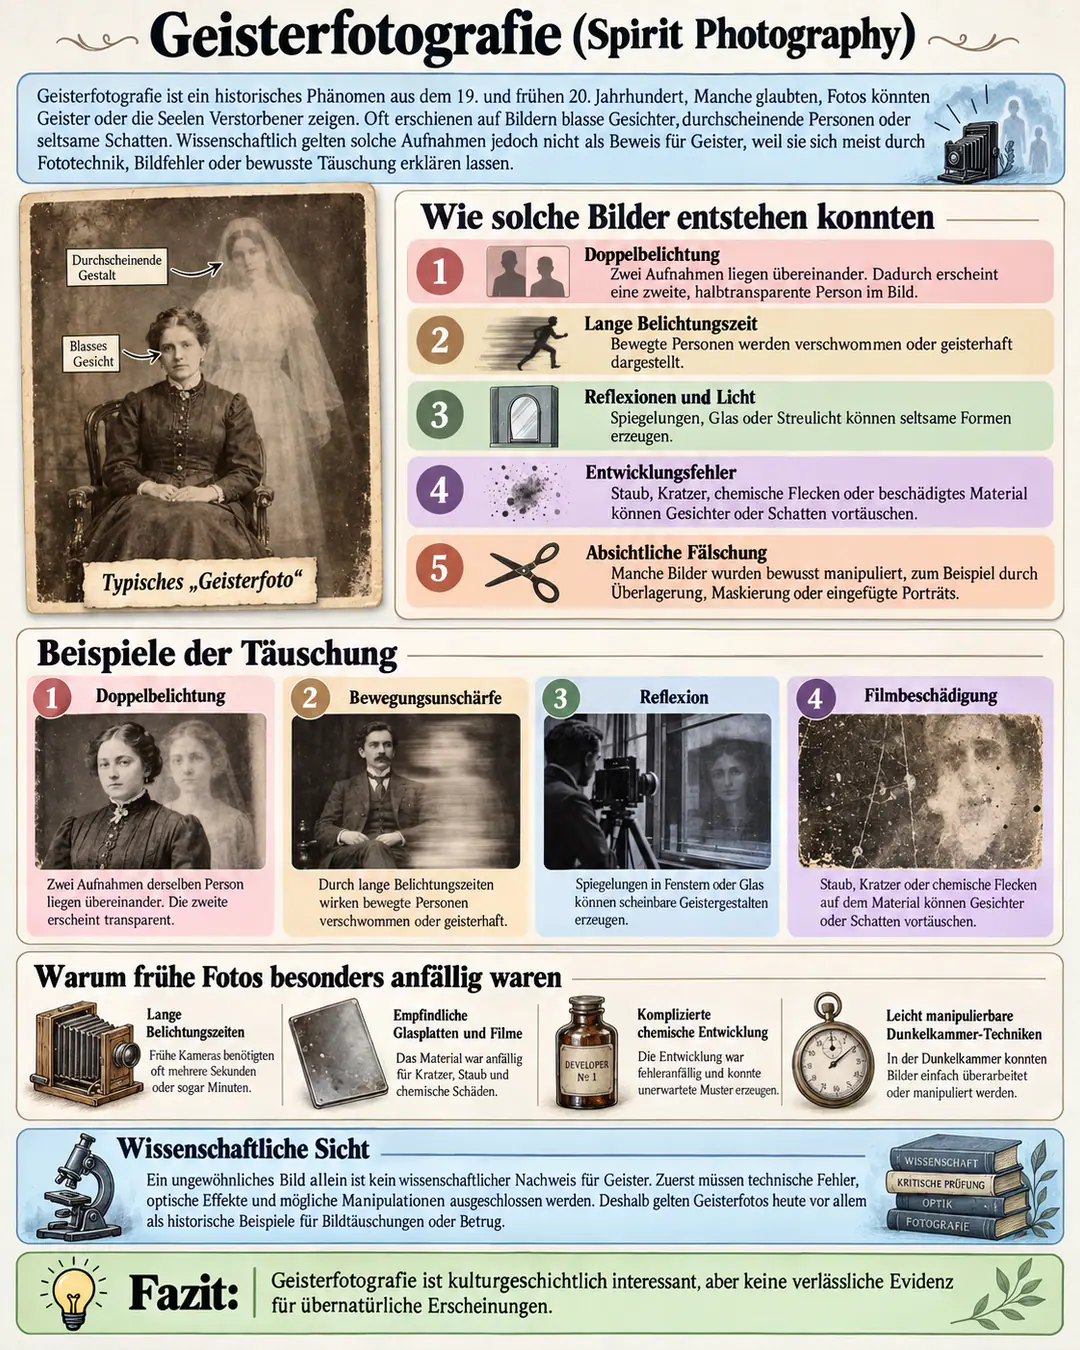 Geisterfotografie (Spirit Photography)
Geisterfotografie ist ein historisches Phänomen aus dem 19. und frühen 20. Jahrhundert, Manche glaubten, Fotos könnten
Geister oder die Seelen Verstorbener zeigen. Oft erschienen auf Bildern blasse Gesichter, durchscheinende Personen oder
seltsame Schatten. Wissenschaftlich gelten solche Aufnahmen jedoch nicht als Beweis für Geister, weil sie sich meist durch
Fototechnik, Bildfehler oder bewusste Täuschung erklären lassen.
Durchscheinende
Gestalt
Blasses
Gesicht
Typisches „Geisterfoto“
Wie solche Bilder entstehen konnten
1
Doppelbelichtung
Zwei Aufnahmen liegen übereinander. Dadurch erscheint
eine zweite, halbtransparente Person im Bild.
2
Lange Belichtungszeit
Bewegte Personen werden verschwommen oder geisterhaft
dargestellt.
3
Reflexionen und Licht
Spiegelungen, Glas oder Streulicht können seltsame Formen
erzeugen.
4
Entwicklungsfehler
Staub, Kratzer, chemische Flecken oder beschädigtes Material
können Gesichter oder Schatten vortäuschen.
5
Absichtliche Fälschung
Manche Bilder wurden bewusst manipuliert, zum Beispiel durch
Überlagerung, Maskierung oder eingefügte Porträts.
Beispiele der Täuschung
1
Doppelbelichtung
Zwei Aufnahmen derselben Person
liegen übereinander. Die zweite
erscheint transparent.
2
Bewegungsunschärfe
Durch lange Belichtungszeiten
wirken bewegte Personen
verschwommen oder geisterhaft.
3
Reflexion
Spiegelungen in Fenstern oder Glas
können scheinbare Geistergestalten
erzeugen.
4
Filmbeschädigung
Staub, Kratzer oder chemische Flecken
auf dem Material können Gesichter
oder Schatten vortäuschen.
Warum frühe Fotos besonders anfällig waren
Lange
Belichtungszeiten
Frühe Kameras benötigten
oft mehrere Sekunden
oder sogar Minuten.
Empfindliche
Glasplatten und Filme
Das Material war anfällig
für Kratzer, Staub und
chemische Schäden.
DEVELOPER
№ 1
Komplizierte
chemische Entwicklung
Die Entwicklung war
fehleranfällig und konnte
unerwartete Muster erzeugen.
Leicht manipulierbare
Dunkelkammer-Techniken
In der Dunkelkammer konnten
Bilder einfach überarbeitet
oder manipuliert werden.
Wissenschaftliche Sicht
Ein ungewöhnliches Bild allein ist kein wissenschaftlicher Nachweis für Geister. Zuerst müssen technische Fehler,
optische Effekte und mögliche Manipulationen ausgeschlossen werden. Deshalb gelten Geisterfotos heute vor allem
als historische Beispiele für Bildtäuschungen oder Betrug.
WISSENSCHAFT
KRITISCHE PRÜFUNG
OPTIK
FOTOGRAFIE
Fazit:
Geisterfotografie ist kulturgeschichtlich interessant, aber keine verlässliche Evidenz
für übernatürliche Erscheinungen.